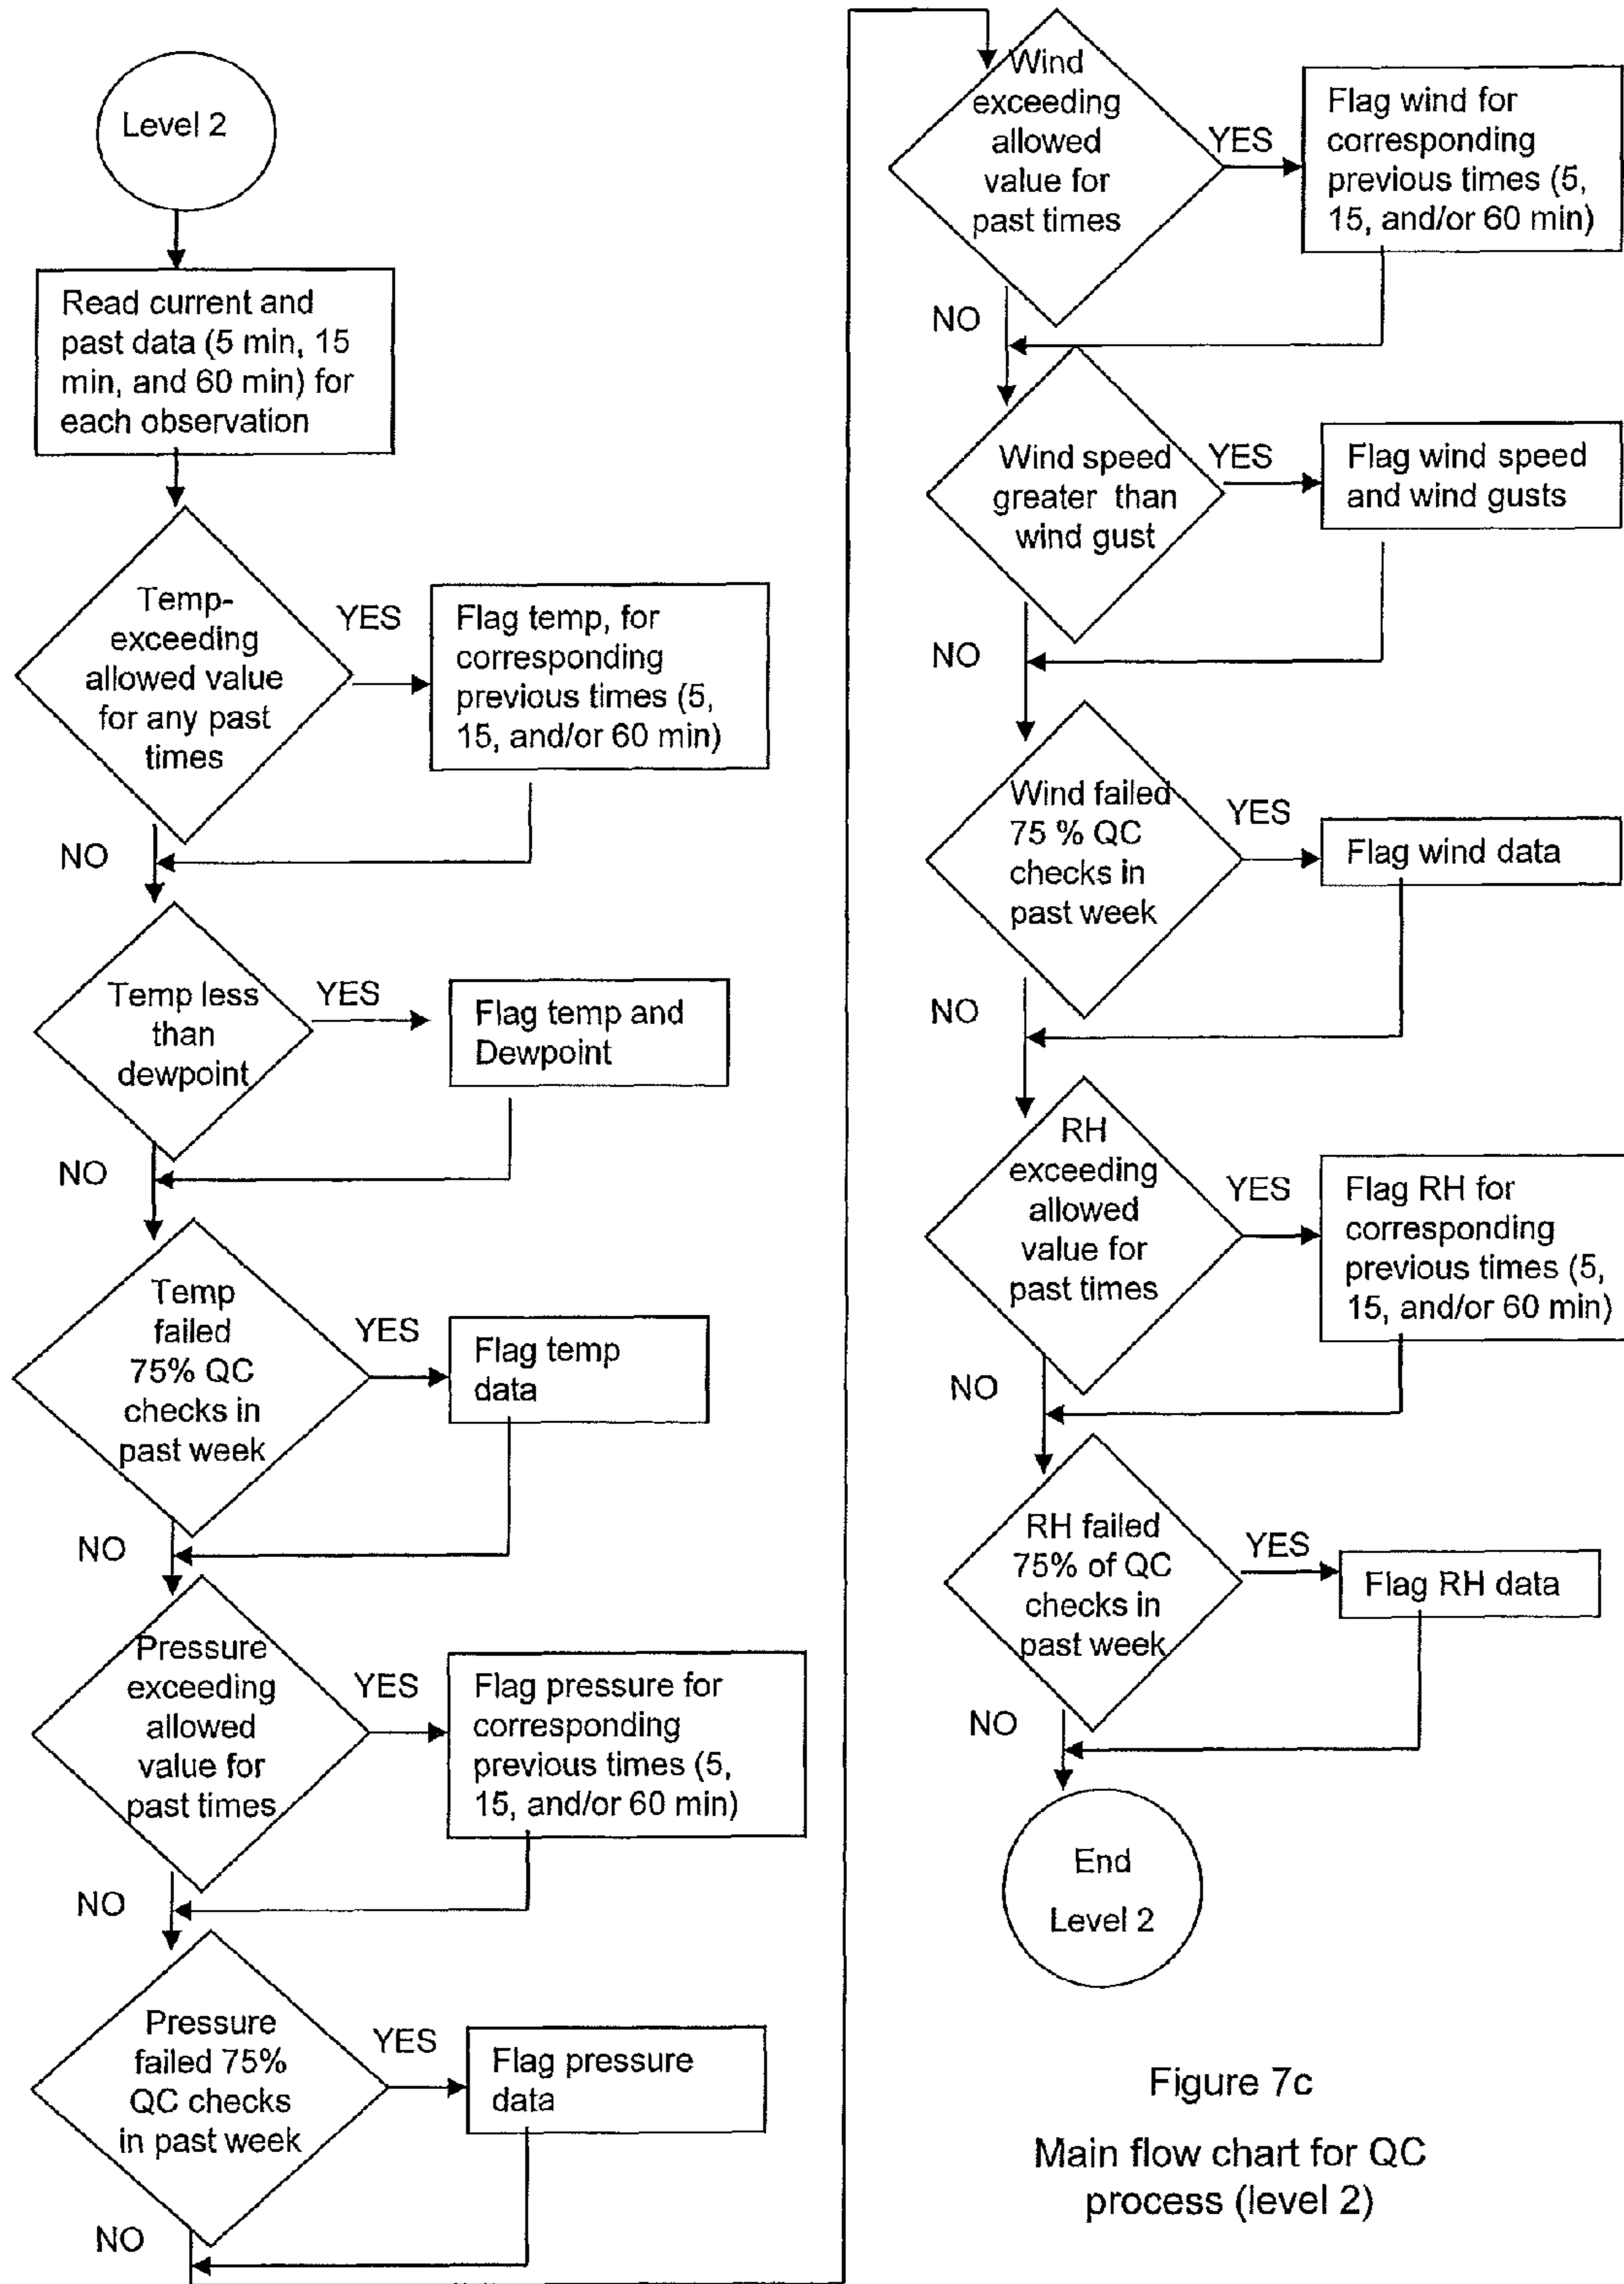 Level 2
Read current and
past data (5 min, 15
min, and 60 min) for
each observation
Temp-
exceeding
allowed value
for any past
times
YES
Flag temp, for
corresponding
previous times (5,
15, and/or 60 min)
NO
Temp less
than
dewpoint
YES
Flag temp and
Dewpoint
NO
Temp
failed
75% QC
checks in
past week
YES
Flag temp
data
NO
Pressure
exceeding
allowed
value for
past times
YES
Flag pressure for
corresponding
previous times (5,
15, and/or 60 min)
NO
Pressure
failed 75%
QC checks
in past week
YES
Flag pressure
data
NO
Wind
exceeding
allowed
value for
past times
YES
Flag wind for
corresponding
previous times (5,
15, and/or 60 min)
NO
Wind speed
greater than
wind gust
YES
Flag wind speed
and wind gusts
NO
Wind failed
75 % QC
checks in
past week
YES
Flag wind data
NO
RH
exceeding
allowed
value for
past times
YES
Flag RH for
corresponding
previous times (5,
15, and/or 60 min)
NO
RH failed
75% of QC
checks in
past week
YES
Flag RH data
NO
End
Level 2
Figure 7c
Main flow chart for QC
process (level 2)